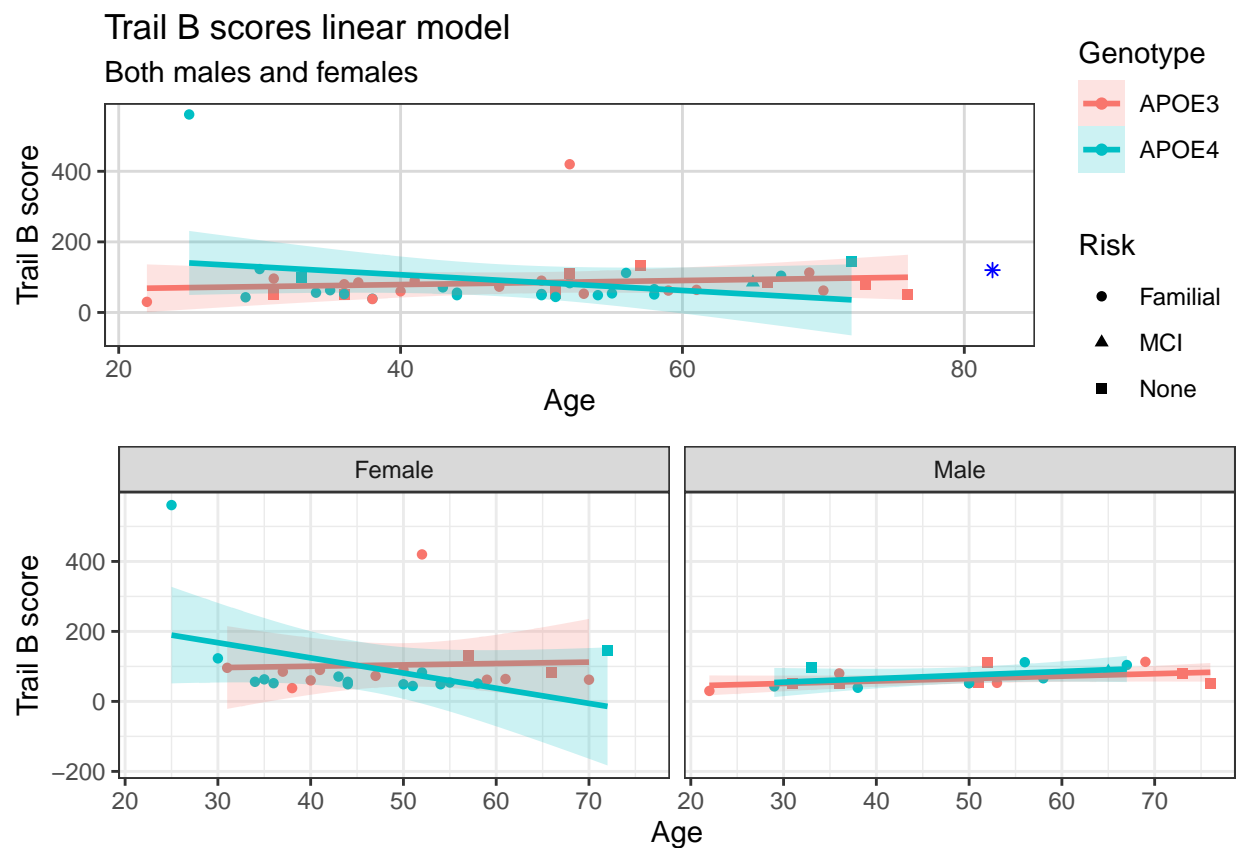 Trail B scores linear model
Both males and females
Trail B score
400
200
0
20
40
60
80
Age
Genotype
APOE3
APOE4
Risk
Familial
MCI
None
Female
Male
Trail B score
400
200
0
−200
20
30
40
50
60
70
20
30
40
50
60
70
Age